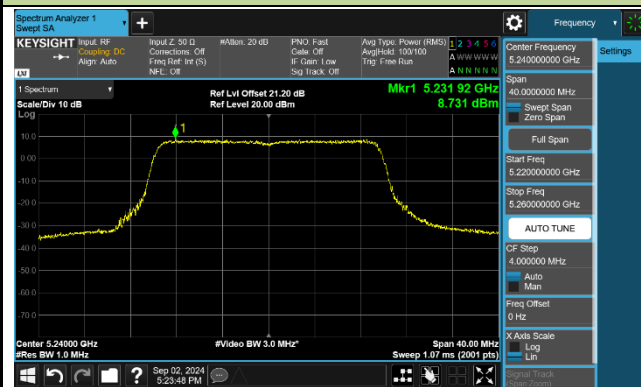 Spectrum Analyzer 1
Swept SA
Frequency
KEYSIGHT
Input: RF
Coupling: DC
Align: Auto
Input Z: 50 Ω
Corrections: Off
Freq Ref: Int (S)
NFE: Off
#Atten: 20 dB
PNO: Fast
Gate: Off
IF Gain: Low
Sig Track: Off
Avg Type: Power (RMS)
Avg|Hold: 100/100
Trig: Free Run
1 2 3 4 5 6
A W W W W W
A N N N N N
LXI
1 Spectrum
Scale/Div 10 dB
Log
Ref Lvl Offset 21.20 dB
Ref Level 20.00 dBm
Mkr1 5.231 92 GHz
8.731 dBm
1
10.0
0.00
-10.0
-20.0
-30.0
-40.0
-50.0
-60.0
-70.0
Center 5.24000 GHz
#Res BW 1.0 MHz
#Video BW 3.0 MHz*
Span 40.00 MHz
Sweep 1.07 ms (2001 pts)
Center Frequency
5.240000000 GHz
Settings
Span
40.0000000 MHz
Swept Span
Zero Span
Full Span
Start Freq
5.220000000 GHz
Stop Freq
5.260000000 GHz
AUTO TUNE
CF Step
4.000000 MHz
Auto
Man
Freq Offset
0 Hz
X Axis Scale
Log
Lin
Signal Track
(Span Zoom)
Sep 02, 2024
5:23:48 PM